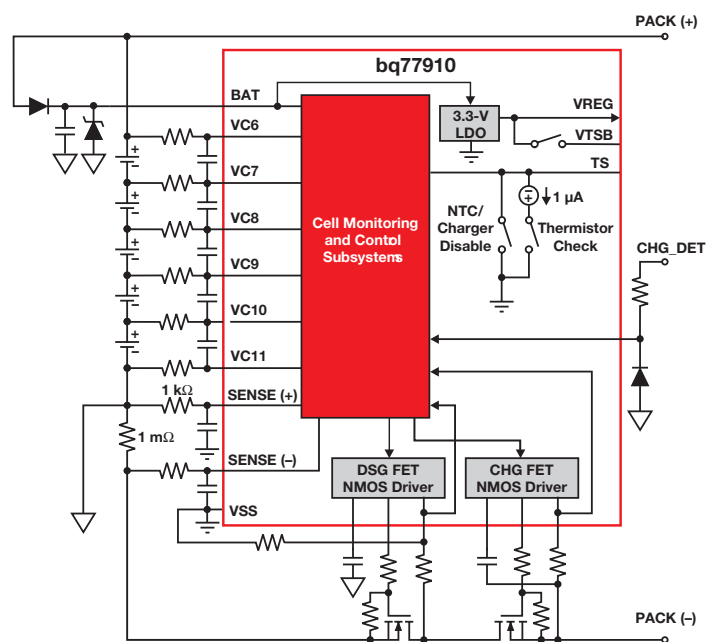 PACK (+)
bq77910
BAT
3.3-V
LDO
VREG
VTSB
VC6
TS
VC7
1 µA
NTC/
Charger
Disable
Thermistor
Check
VC8
Cell Monitoring
and Control
Subsystems
CHG_DET
VC9
VC10
VC11
1 kΩ
SENSE (+)
1 mΩ
SENSE (–)
DSG FET
NMOS Driver
CHG FET
NMOS Driver
VSS
PACK (–)